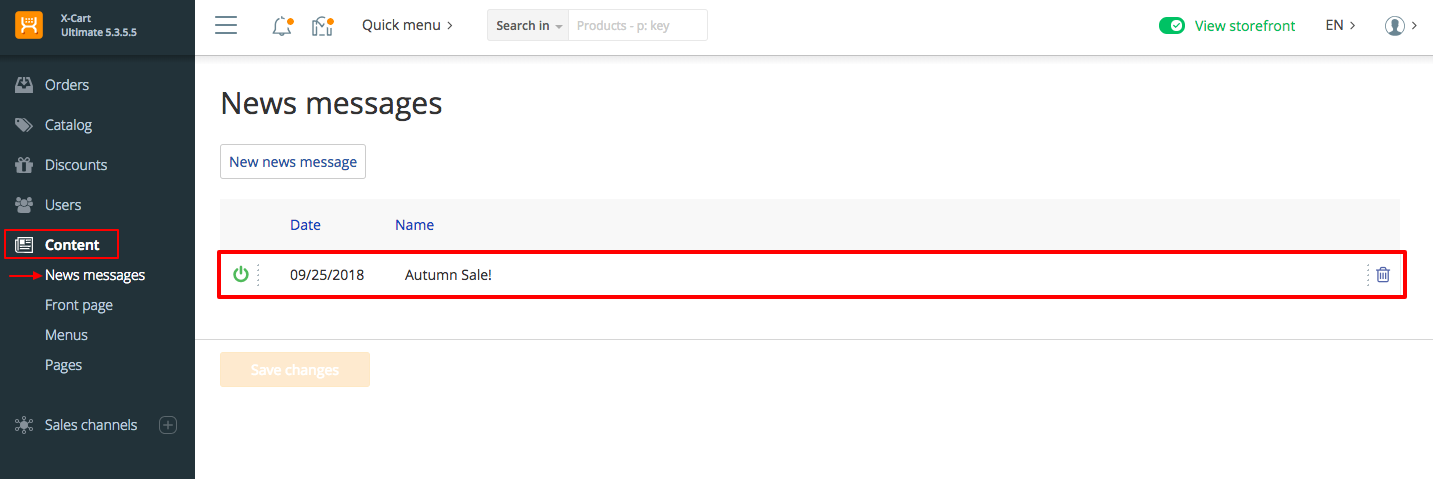 X-Cart
Ultimate 5.3.5.5
Quick menu
Search in
Products - p: key
View storefront
EN
Orders
Catalog
Discounts
Users
Content
News messages
Front page
Menus
Pages
Sales channels
News messages
New news message
Date Name
09/25/2018 Autumn Sale!
Save changes